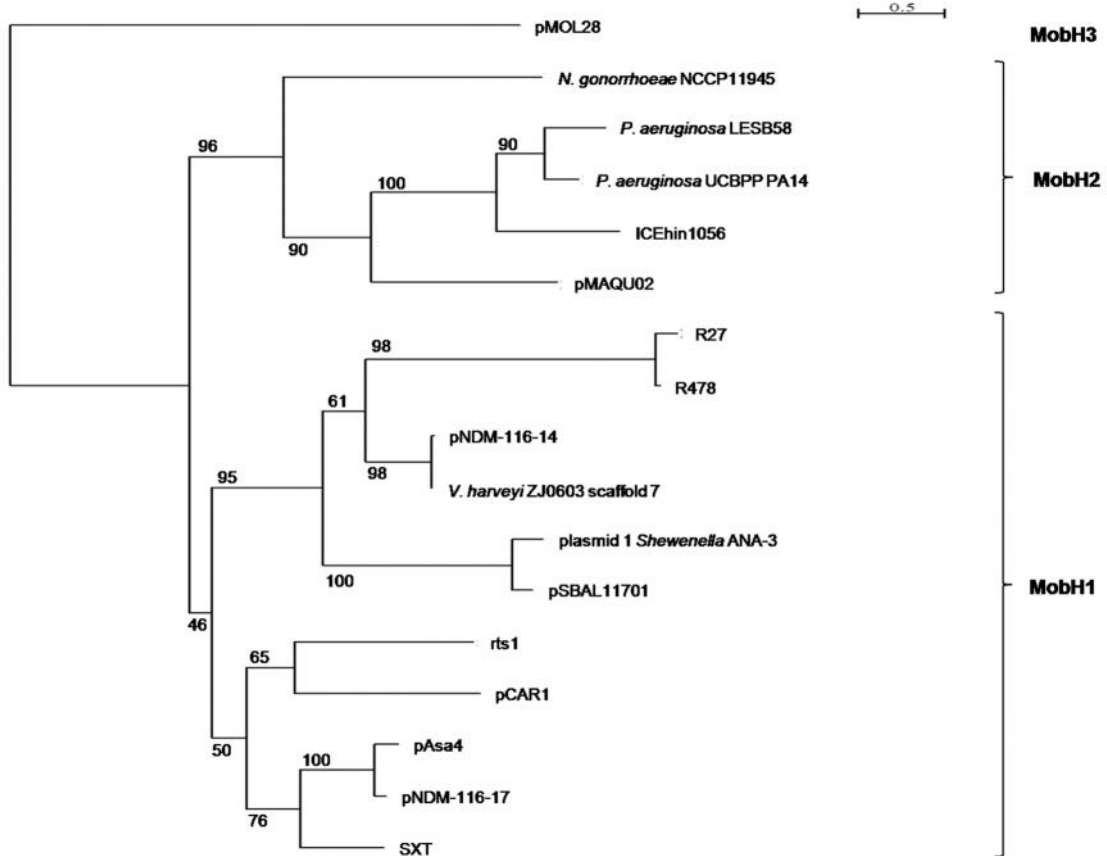 0.5
pMOL28
MobH3
N. gonorrhoeae NCCP11945
P. aeruginosa LESB58
96
90
P. aeruginosa UCBPP PA14
MobH2
100
ICEhin1056
90
pMAQU02
R27
98
R478
61
pNDM-116-14
98
95
V. harveyi ZJ0603 scaffold 7
plasmid 1 Shewenella ANA-3
100
pSBAL11701
MobH1
46
rts1
65
pCAR1
50
pAsa4
100
pNDM-116-17
76
SXT